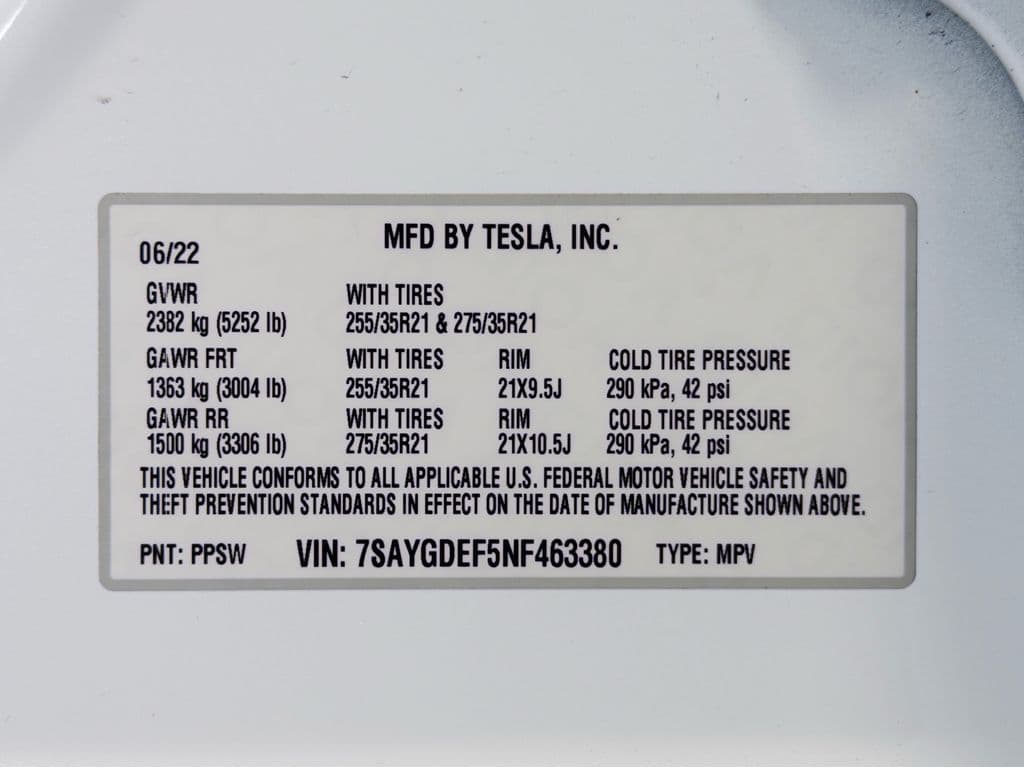 MFD BY TESLA, INC.
06/22
GVWR WITH TIRES
2382 kg (5252 lb) 255/35R21 & 275/35R21
GAWR FRT WITH TIRES RIM COLD TIRE PRESSURE
1363 kg (3004 lb) 255/35R21 21X9.5J 290 kPa, 42 psi
GAWR RR WITH TIRES RIM COLD TIRE PRESSURE
1500 kg (3306 lb) 275/35R21 21X10.5J 290 kPa, 42 psi
THIS VEHICLE CONFORMS TO ALL APPLICABLE U.S. FEDERAL MOTOR VEHICLE SAFETY AND
THEFT PREVENTION STANDARDS IN EFFECT ON THE DATE OF MANUFACTURE SHOWN ABOVE.
PNT: PPSW VIN: 7SAYGDEF5NF463380 TYPE: MPV